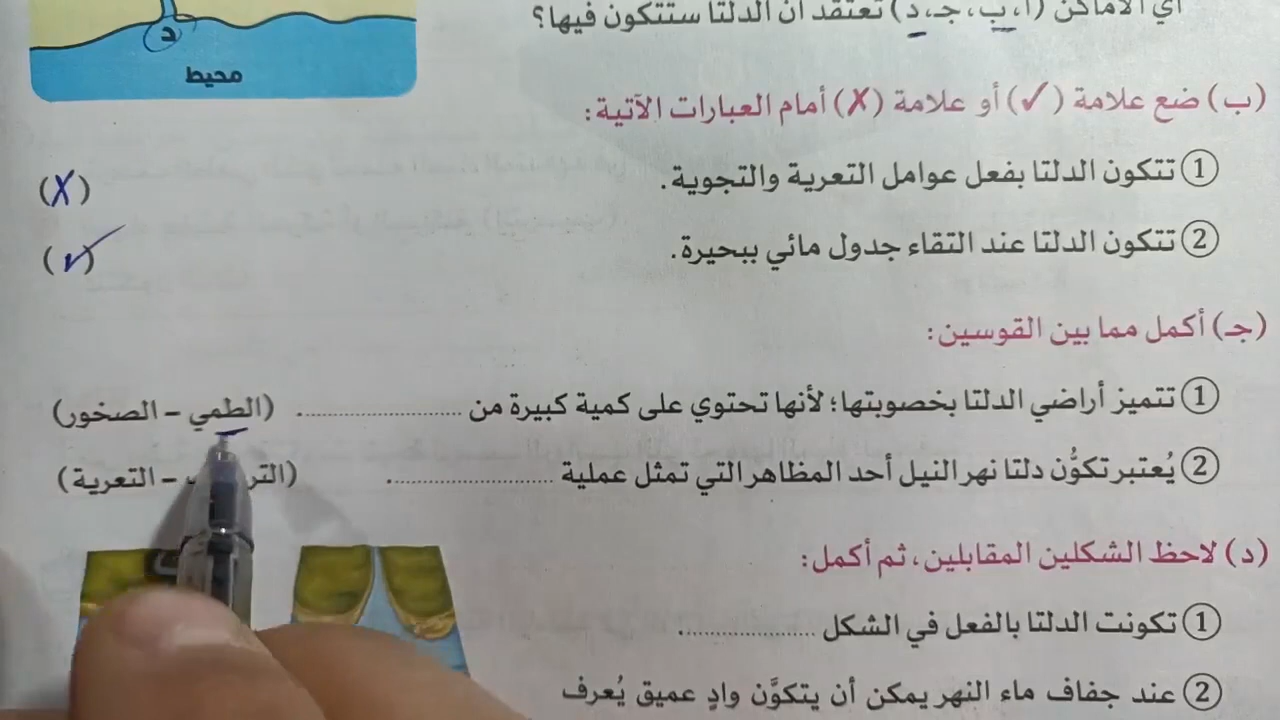 أي الأماكن (أ، ب، جـ، د) تعتقد أن الدلتا ستتكون فيها؟
د
محيط
(ب) ضع علامة (✓) أو علامة (X) أمام العبارات الآتية:
① تتكون الدلتا بفعل عوامل التعرية والتجوية. (X)
② تتكون الدلتا عند التقاء جدول مائي ببحيرة. (✓)
(جـ) أكمل مما بين القوسين:
① تتميز أراضي الدلتا بخصوبتها؛ لأنها تحتوي على كمية كبيرة من .................... (الطمي – الصخور)
② يُعتبر تكوُّن دلتا نهر النيل أحد المظاهر التي تمثل عملية .................... – التعرية)
(د) لاحظ الشكلين المقابلين، ثم أكمل:
① تكونت الدلتا بالفعل في الشكل ....................
② عند جفاف ماء النهر يمكن أن يتكوَّن وادٍ عميق يُعرف